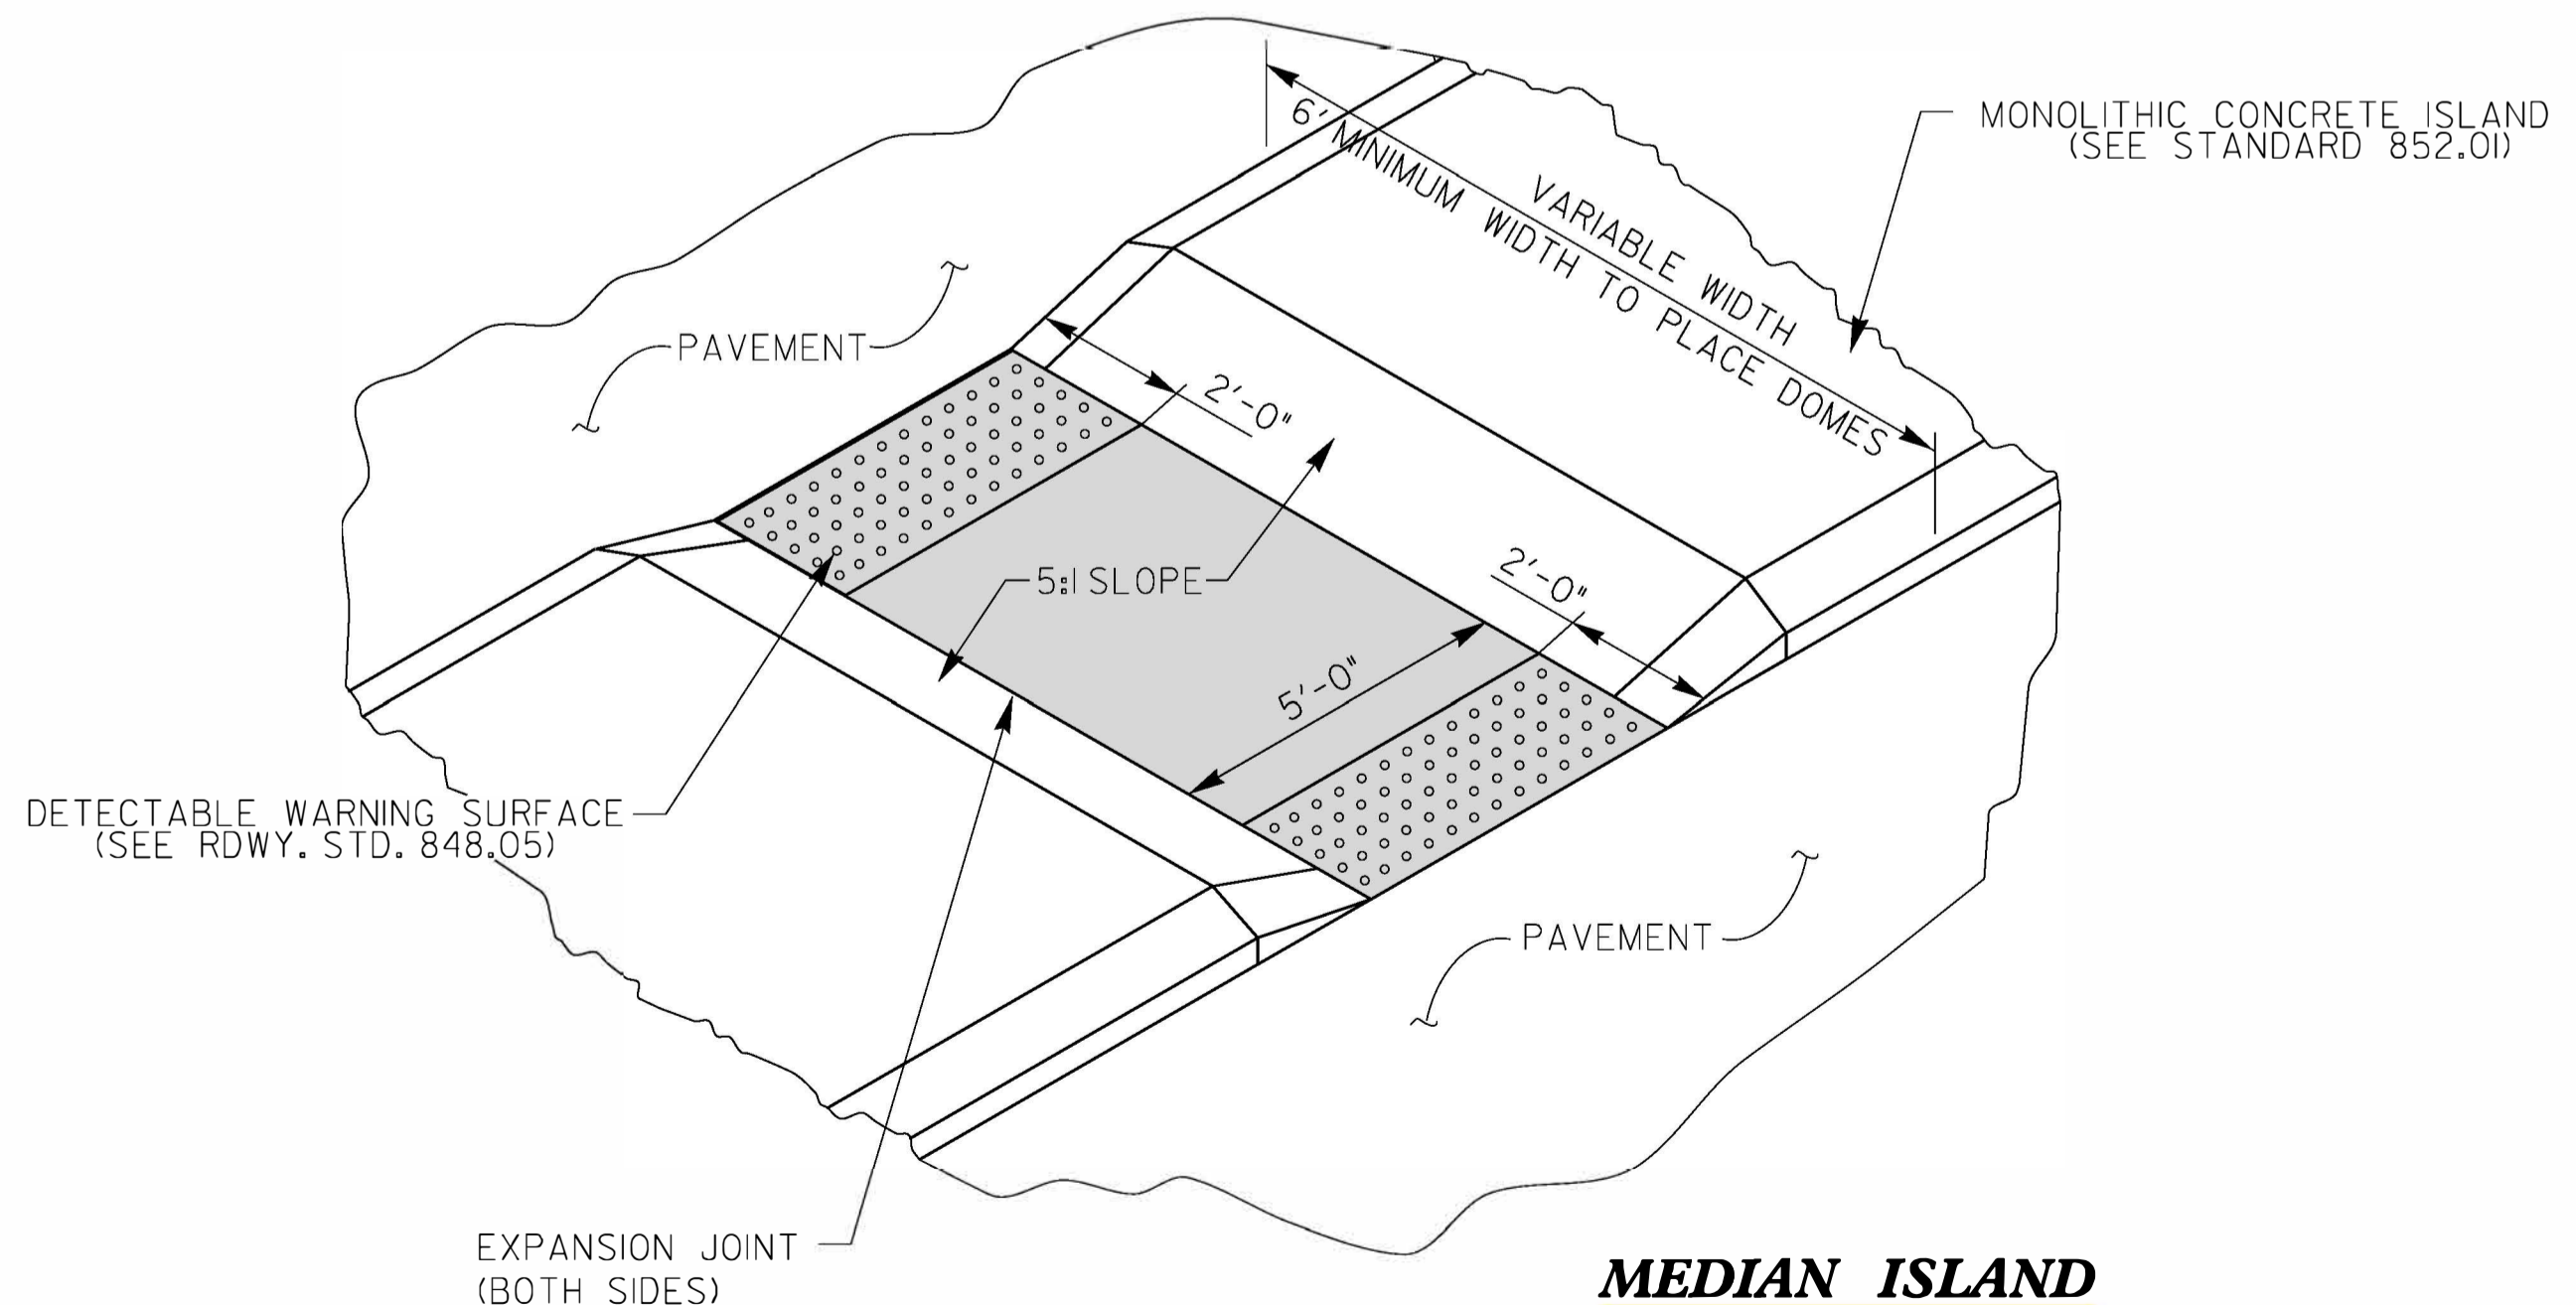 MONOLITHIC CONCRETE ISLAND
(SEE STANDARD 852.01)
VARIABLE WIDTH
6' MINIMUM WIDTH TO PLACE DOMES
PAVEMENT
2'-0"
5:1 SLOPE
2'-0"
5'-0"
DETECTABLE WARNING SURFACE
(SEE RDWY. STD. 848.05)
PAVEMENT
EXPANSION JOINT
(BOTH SIDES)
MEDIAN ISLAND